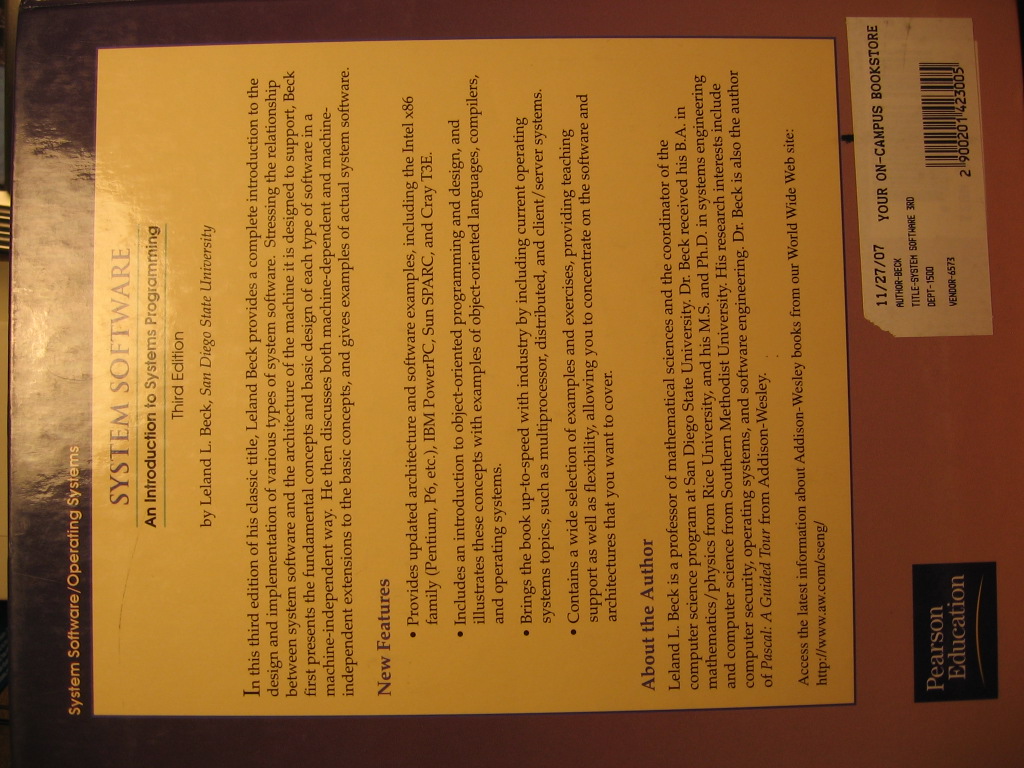 System Software/Operating Systems
SYSTEM SOFTWARE
An Introduction to Systems Programming
Third Edition
by Leland L. Beck, San Diego State University
In this third edition of his classic title, Leland Beck provides a complete introduction to the
design and implementation of various types of system software. Stressing the relationship
between system software and the architecture of the machine it is designed to support, Beck
first presents the fundamental concepts and basic design of each type of software in a
machine-independent way. He then discusses both machine-dependent and machine-
independent extensions to the basic concepts, and gives examples of actual system software.
New Features
• Provides updated architecture and software examples, including the Intel x86
family (Pentium, P6, etc.), IBM PowerPC, Sun SPARC, and Cray T3E.
• Includes an introduction to object-oriented programming and design, and
illustrates these concepts with examples of object-oriented languages, compilers,
and operating systems.
• Brings the book up-to-speed with industry by including current operating
systems topics, such as multiprocessor, distributed, and client/server systems.
• Contains a wide selection of examples and exercises, providing teaching
support as well as flexibility, allowing you to concentrate on the software and
architectures that you want to cover.
About the Author
Leland L. Beck is a professor of mathematical sciences and the coordinator of the
computer science program at San Diego State University. Dr. Beck received his B.A. in
mathematics/physics from Rice University, and his M.S. and Ph.D. in systems engineering
and computer science from Southern Methodist University. His research interests include
computer security, operating systems, and software engineering. Dr. Beck is also the author
of Pascal: A Guided Tour from Addison-Wesley.
Access the latest information about Addison-Wesley books from our World Wide Web site:
http://www.aw.com/cseng/
11/27/07 YOUR ON-CAMPUS BOOKSTORE
AUTHOR-BECK
TITLE-SYSTEM SOFTWARE 3RD
DEPT-1500
VENDOR-6573
2 900201 423005
Pearson
Education